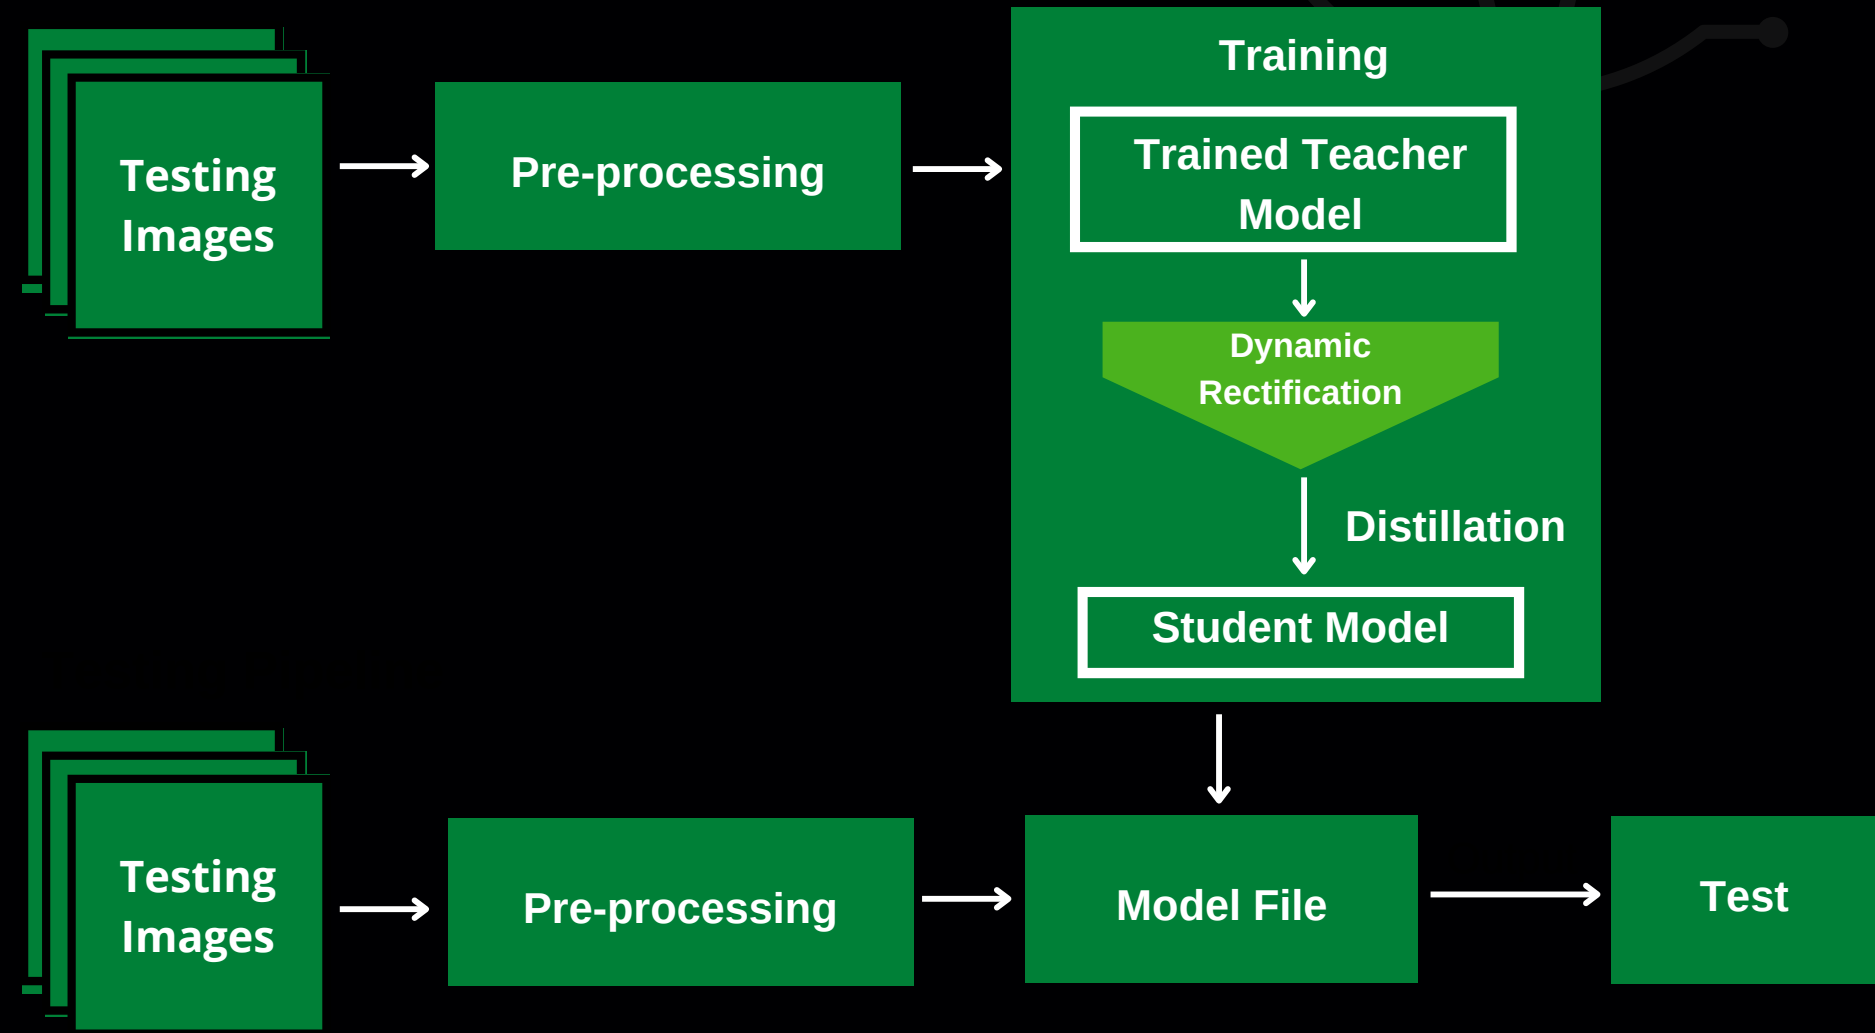 Testing
Images
Pre-processing
Training
Trained Teacher
Model
Dynamic
Rectification
Distillation
Student Model
Testing
Images
Pre-processing
Model File
Test